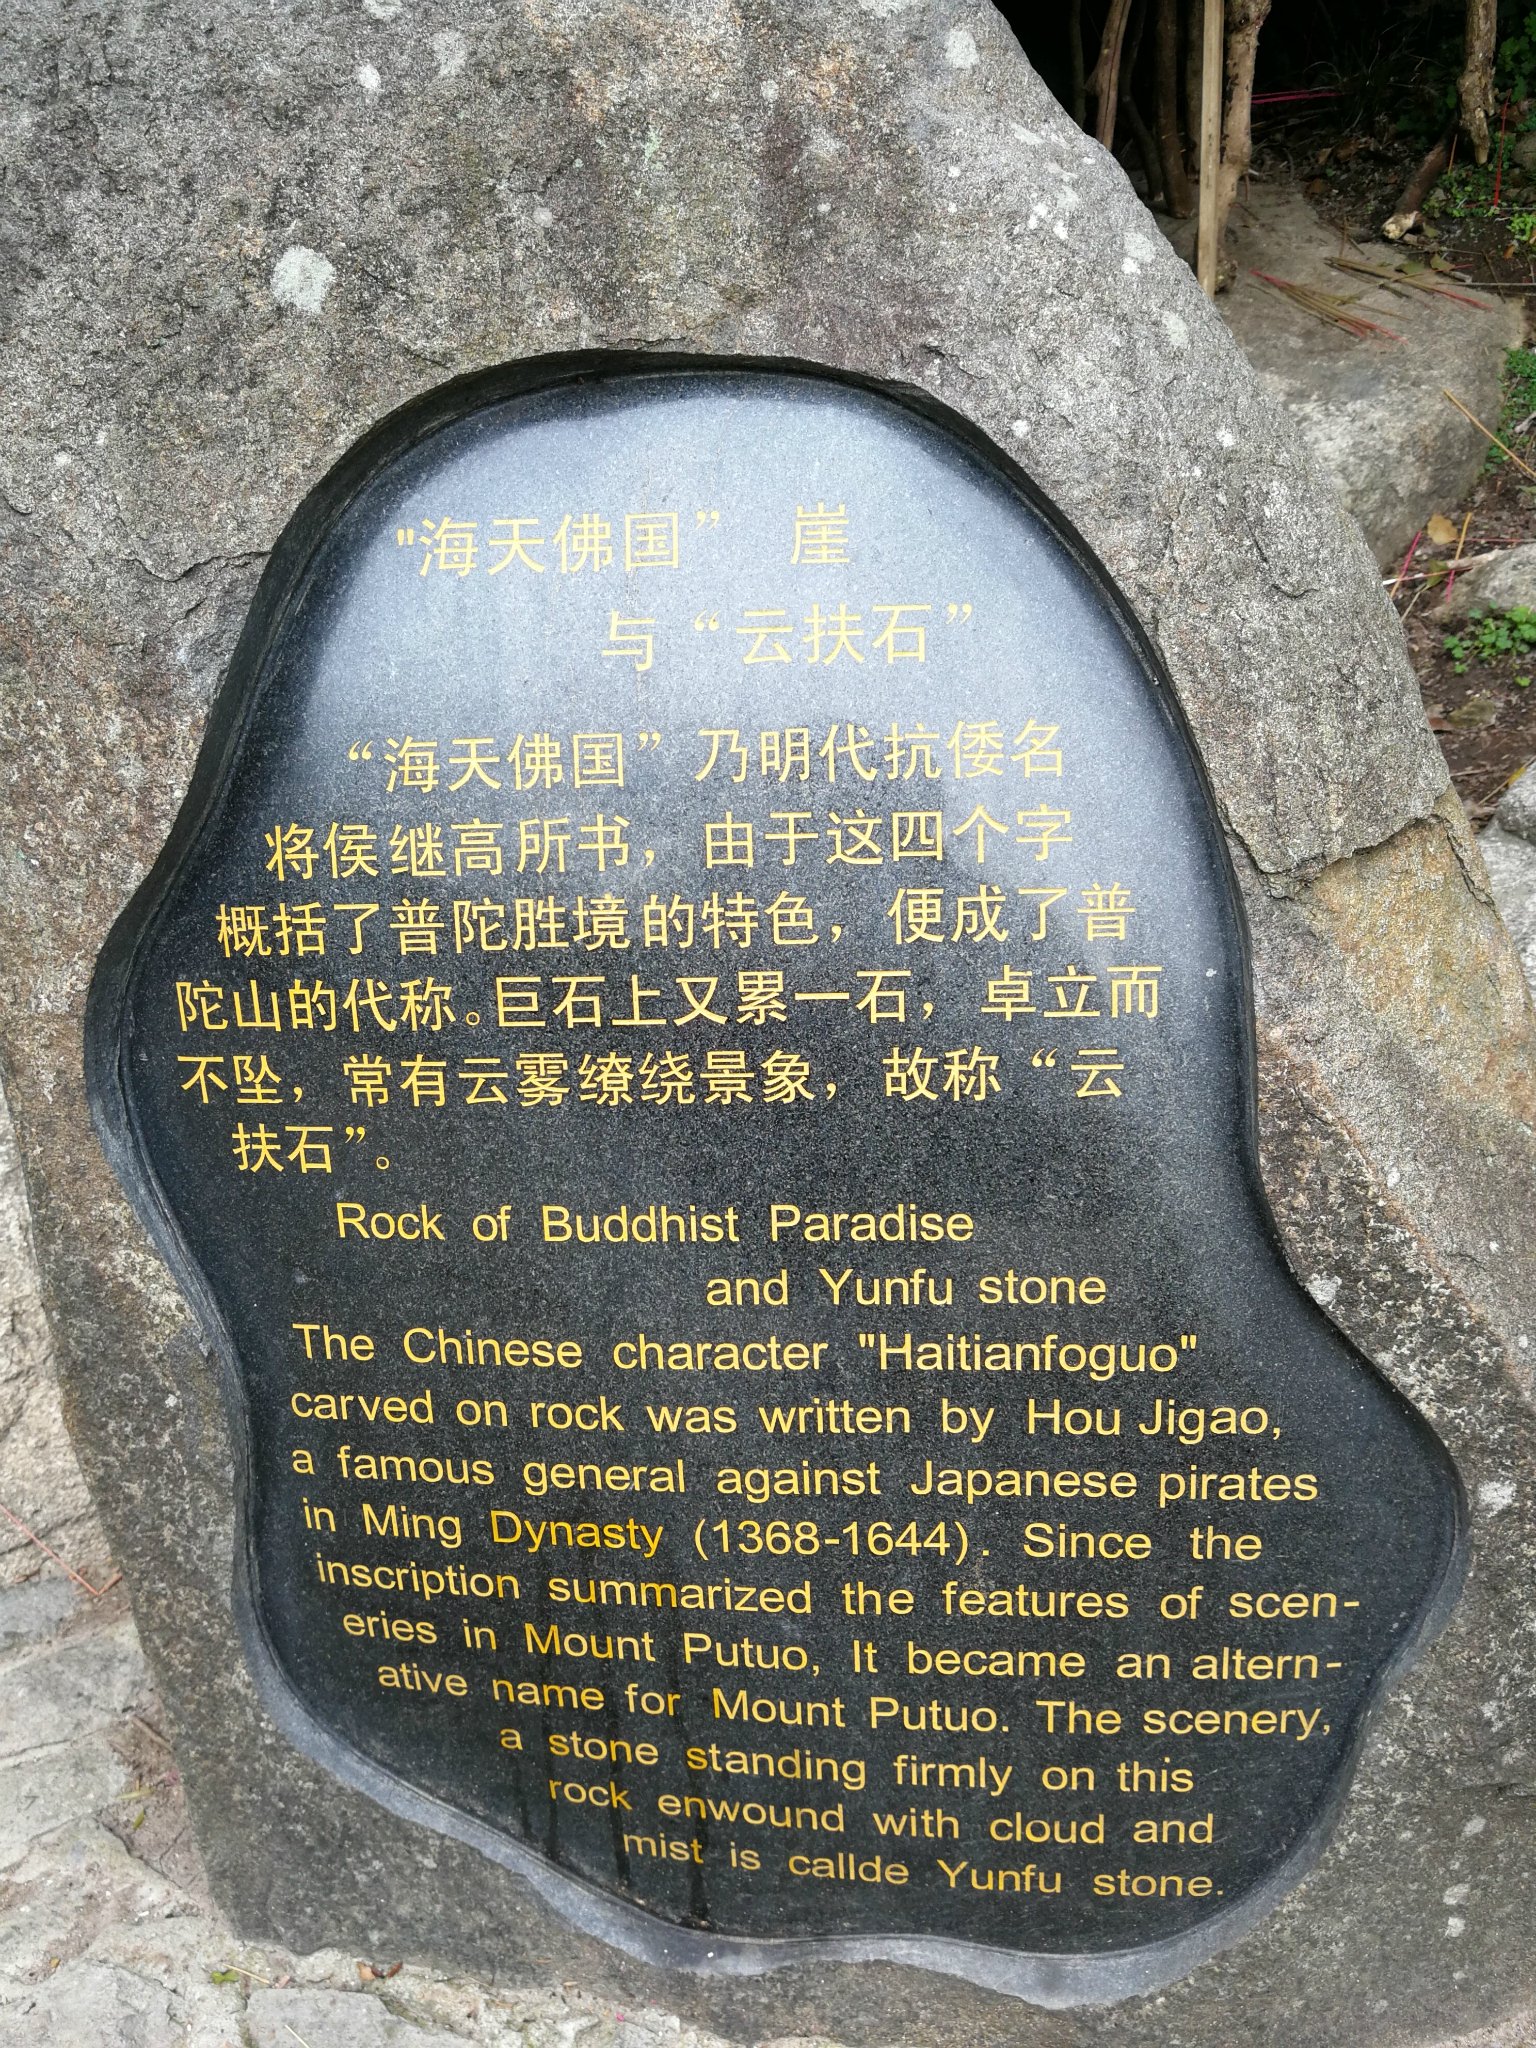 "海天佛国” 崖
与“云扶石”
“海天佛国”乃明代抗倭名
将侯继高所书，由于这四个字
概括了普陀胜境的特色，便成了普
陀山的代称。巨石上又累一石，卓立而
不坠，常有云雾缭绕景象，故称“云
扶石”。
Rock of Buddhist Paradise
and Yunfu stone
The Chinese character "Haitianfoguo"
carved on rock was written by Hou Jigao,
a famous general against Japanese pirates
in Ming Dynasty (1368-1644). Since the
inscription summarized the features of scen-
eries in Mount Putuo, It became an altern-
ative name for Mount Putuo. The scenery,
a stone standing firmly on this
rock enwound with cloud and
mist is callde Yunfu stone.